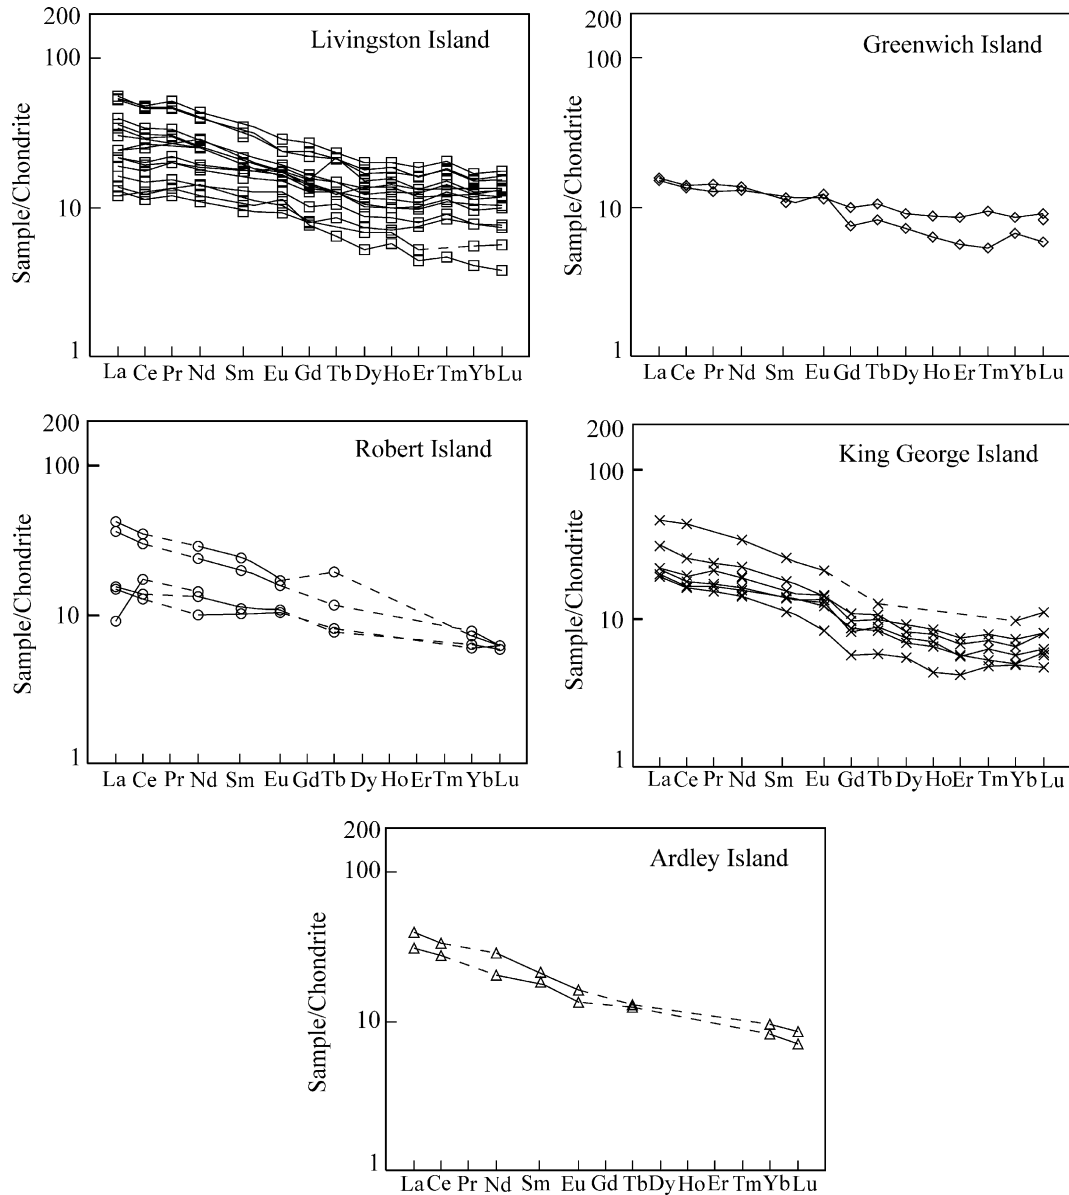 Livingston Island
200
100
10
1
Sample/Chondrite
La Ce Pr Nd Sm Eu Gd Tb Dy Ho Er Tm Yb Lu
Greenwich Island
200
100
10
1
Sample/Chondrite
La Ce Pr Nd Sm Eu Gd Tb Dy Ho Er Tm Yb Lu
Robert Island
200
100
10
1
Sample/Chondrite
La Ce Pr Nd Sm Eu Gd Tb Dy Ho Er Tm Yb Lu
King George Island
200
100
10
1
Sample/Chondrite
La Ce Pr Nd Sm Eu Gd Tb Dy Ho Er Tm Yb Lu
Ardley Island
200
100
10
1
Sample/Chondrite
La Ce Pr Nd Sm Eu Gd Tb Dy Ho Er Tm Yb Lu